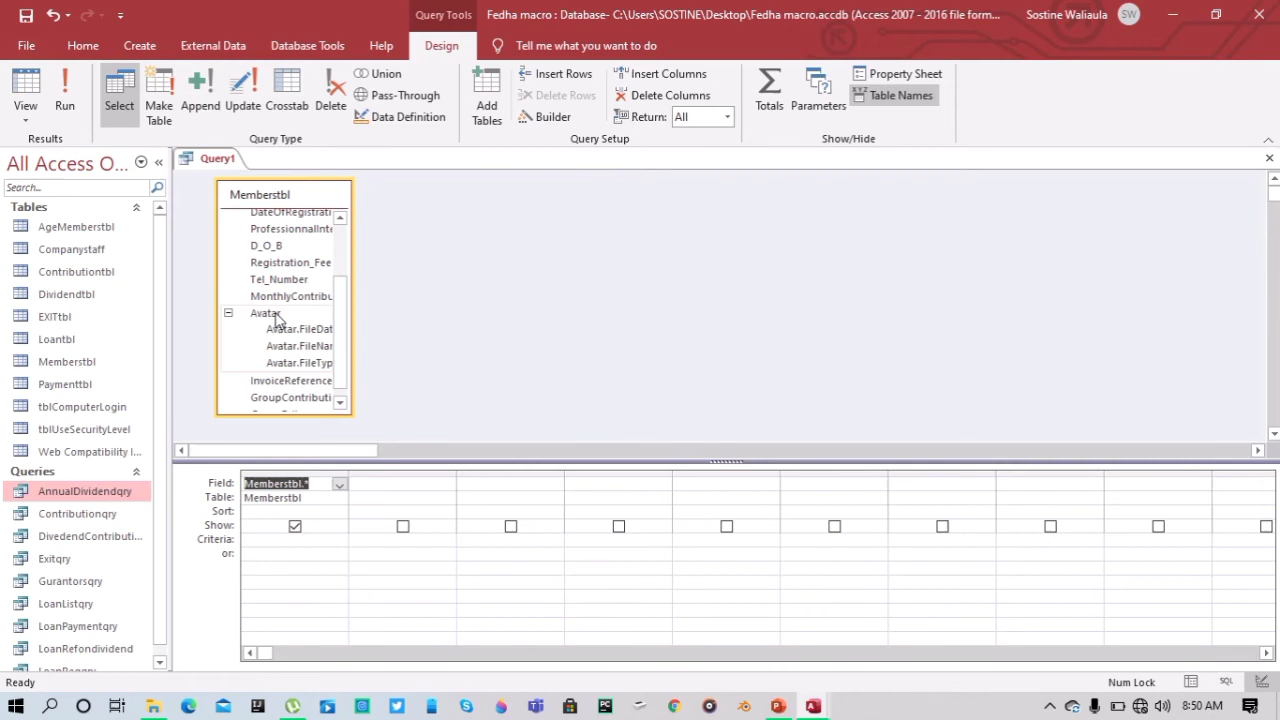 Query Tools
Fedha macro : Database- C:\Users\SOSTINE\Desktop\Fedha macro.accdb (Access 2007 - 2016 file form...
Sostine Waliaula
SW
File
Home
Create
External Data
Database Tools
Help
Design
Tell me what you want to do
View
Run
Select
Make
Table
Append
Update
Crosstab
Delete
Union
Pass-Through
Data Definition
Add
Tables
Insert Rows
Delete Rows
Builder
Insert Columns
Delete Columns
Return: All
Totals
Parameters
Property Sheet
Table Names
Results
Query Type
Query Setup
Show/Hide
All Access O...
Search...
Tables
AgeMemberstbl
Companystaff
Contributiontbl
Dividendtbl
EXITtbl
Loantbl
Memberstbl
Paymenttbl
tblComputerLogin
tblUseSecurityLevel
Web Compatibility I...
Queries
AnnualDividendqry
Contributionqry
DivedendContributi...
Exitqry
Gurantorsqry
LoanListqry
LoanPaymentqry
LoanRefondividend
Query1
Memberstbl
DateOfRegistrati
ProfessionnalInte
D_O_B
Registration_Fee
Tel_Number
MonthlyContribu
Avatar
Avatar.FileDat
Avatar.FileNar
Avatar.FileTyp
InvoiceReference
GroupContributi
Field: Memberstbl.*
Table: Memberstbl
Sort:
Show:
Criteria:
or:
Ready
Num Lock
SQL
8:50 AM